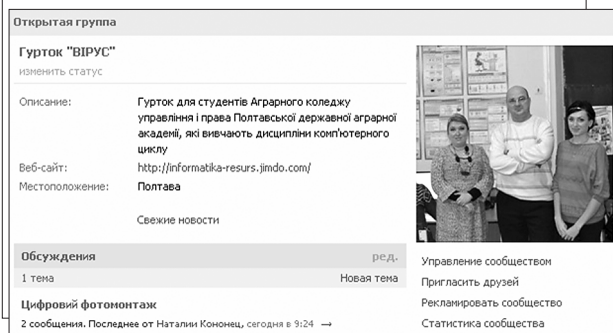 Открытая группа
Гурток "ВІРУС"
изменить статус
Описание: Гурток для студентів Аграрного коледжу
управління і права Полтавської державної аграрної
академії, які вивчають дисципліни комп'ютерного
циклу
Веб-сайт: http://informatika-resurs.jimdo.com/
Местоположение: Полтава
Свежие новости
Обсуждения ред.
1 тема Новая тема
Цифровий фотомонтаж
2 сообщения. Последнее от Наталии Кононец, сегодня в 9:24 →
Управление сообществом
Пригласить друзей
Рекламировать сообщество
Статистика сообщества